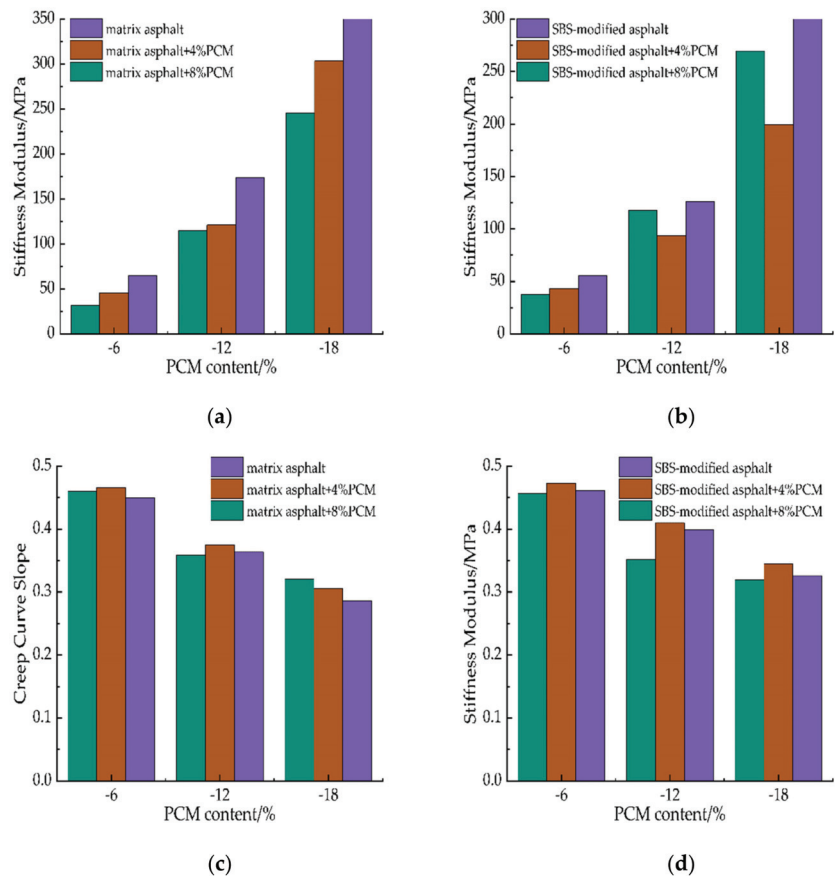 350
300
250
200
150
100
50
0
Stiffness Modulus/MPa
matrix asphalt
matrix asphalt+4%PCM
matrix asphalt+8%PCM
-6
-12
-18
PCM content/%
(a)
300
250
200
150
100
50
0
Stiffness Modulus/MPa
SBS-modified asphalt
SBS-modified asphalt+4%PCM
SBS-modified asphalt+8%PCM
-6
-12
-18
PCM content/%
(b)
0.5
0.4
0.3
0.2
0.1
0.0
Creep Curve Slope
matrix asphalt
matrix asphalt+4%PCM
matrix asphalt+8%PCM
-6
-12
-18
PCM content/%
(c)
0.5
0.4
0.3
0.2
0.1
0.0
Stiffness Modulus/MPa
SBS-modified asphalt
SBS-modified asphalt+4%PCM
SBS-modified asphalt+8%PCM
-6
-12
-18
PCM content/%
(d)